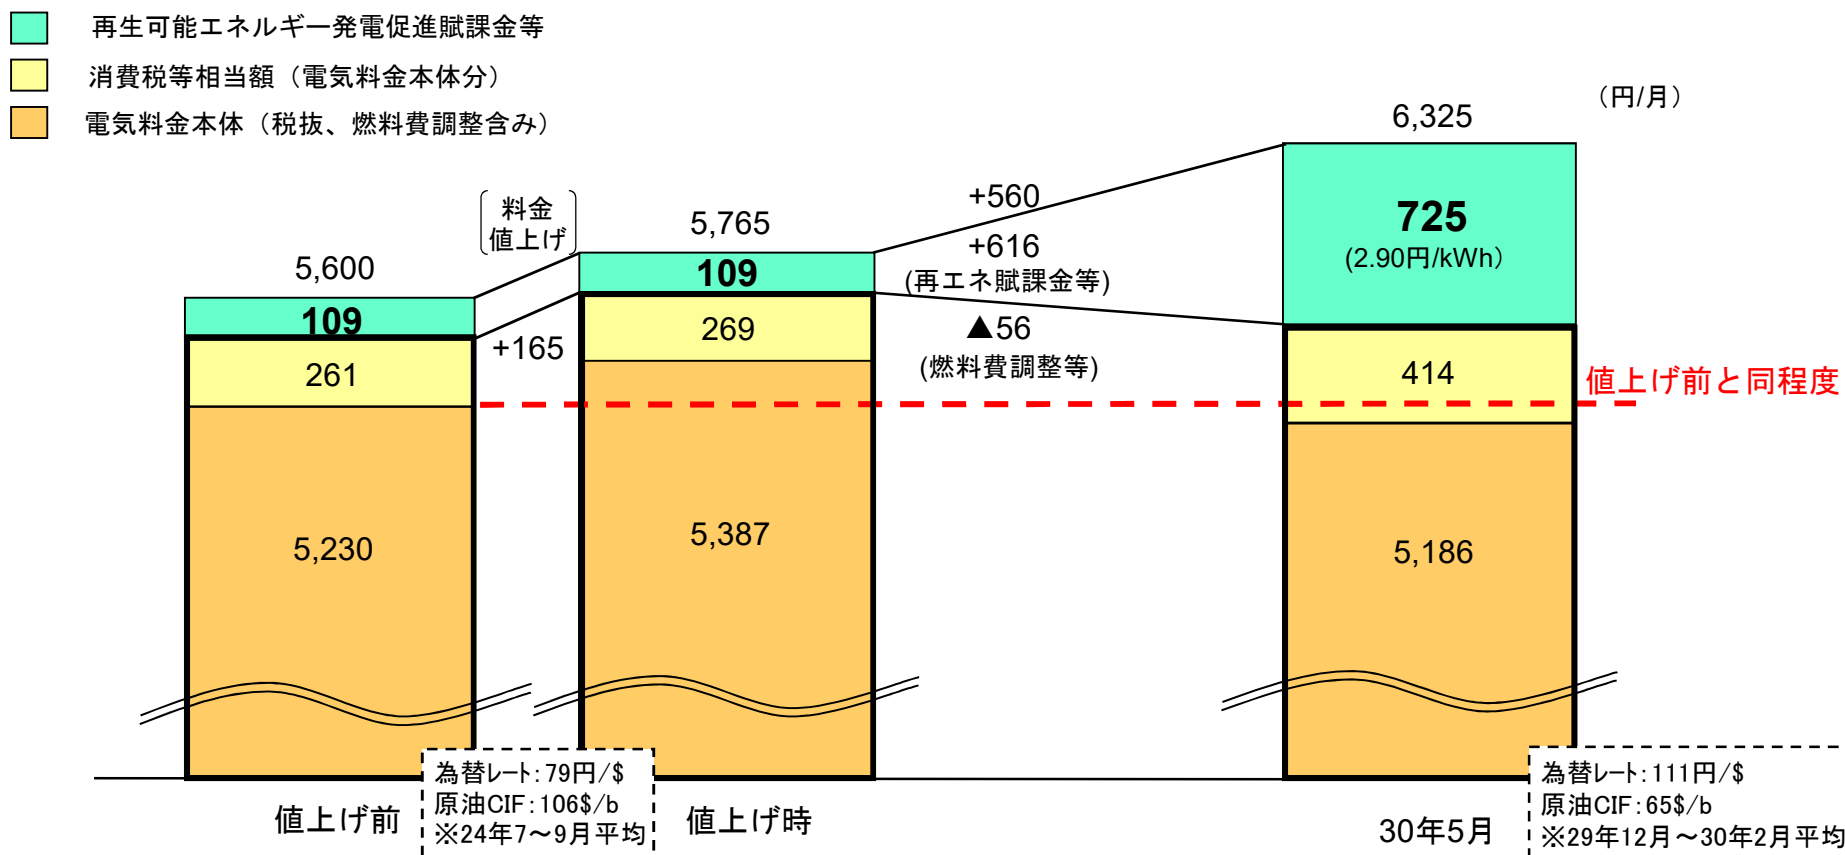 再生可能エネルギー発電促進賦課金等
消費税等相当額（電気料金本体分）
電気料金本体（税抜、燃料費調整含み）
（円/月）
6,325
725
(2.90円/kWh）
414
5,186
値上げ前と同程度
料金
値上げ
5,600
109
261
5,230
+165
5,765
109
269
5,387
+560
+616
(再エネ賦課金等)
▲56
(燃料費調整等)
値上げ前
為替レート：79円/$
原油CIF：106$/b
※24年7～9月平均
値上げ時
30年5月
為替レート：111円/$
原油CIF：65$/b
※29年12月～30年2月平均